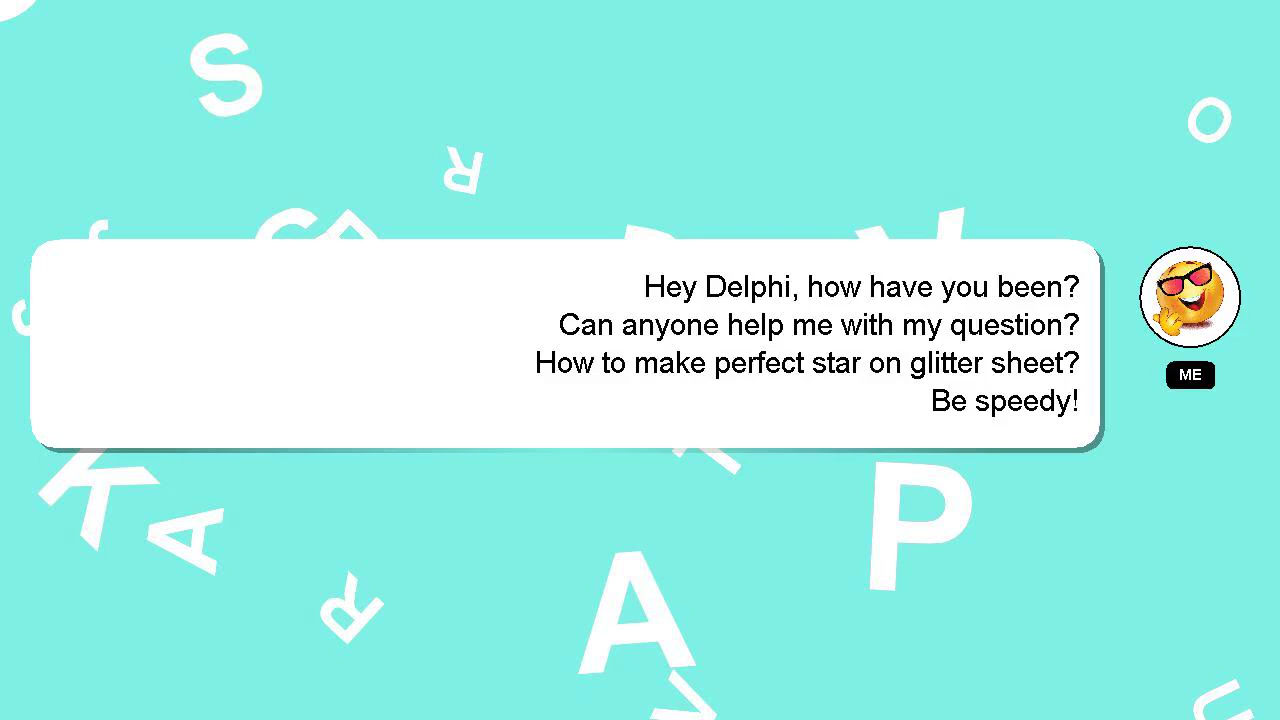 S
R
O
Hey Delphi, how have you been?
Can anyone help me with my question?
How to make perfect star on glitter sheet?
Be speedy!
ME
K
A
P
R
A
V
U